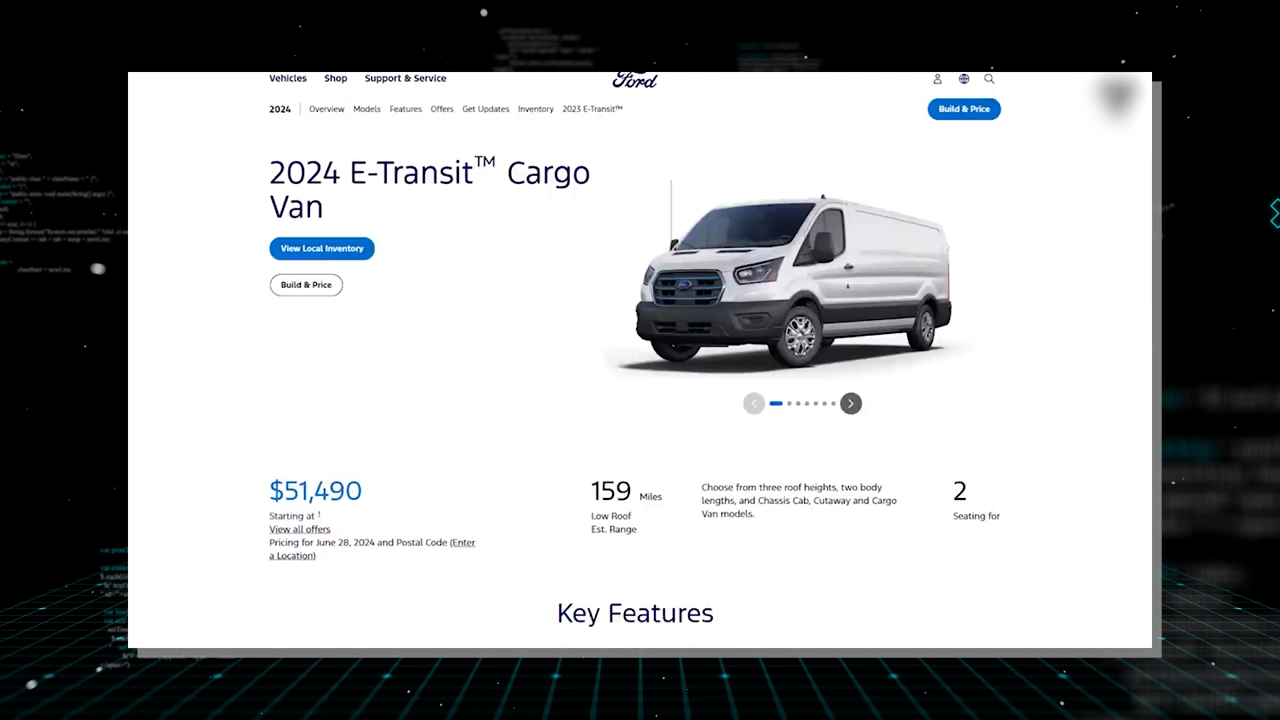 Vehicles Shop Support & Service
Ford
2024 Overview Models Features Offers Get Updates Inventory 2023 E-Transit™
Build & Price
2024 E-Transit™ Cargo
Van
View Local Inventory
Build & Price
$51,490
Starting at ¹
View all offers
Pricing for June 28, 2024 and Postal Code (Enter
a Location)
159 Miles
Low Roof
Est. Range
Choose from three roof heights, two body
lengths, and Chassis Cab, Cutaway and Cargo
Van models.
2
Seating for
Key Features